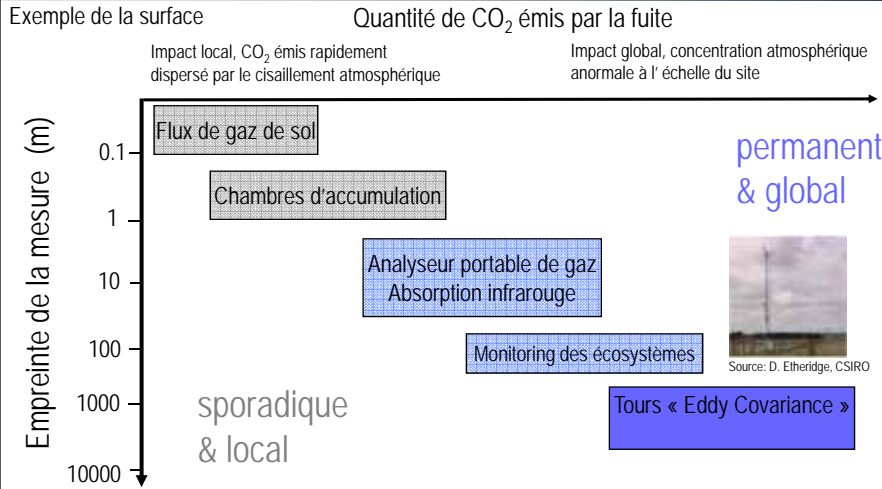 Exemple de la surface
Quantité de CO₂ émis par la fuite
Impact local, CO₂ émis rapidement
dispersé par le cisaillement atmosphérique
Impact global, concentration atmosphérique
anormale à l' échelle du site
Empreinte de la mesure (m)
0.1
1
10
100
1000
10000
Flux de gaz de sol
Chambres d'accumulation
Analyseur portable de gaz
Absorption infrarouge
Monitoring des écosystèmes
Tours « Eddy Covariance »
permanent
& global
Source: D. Etheridge, CSIRO
sporadique
& local